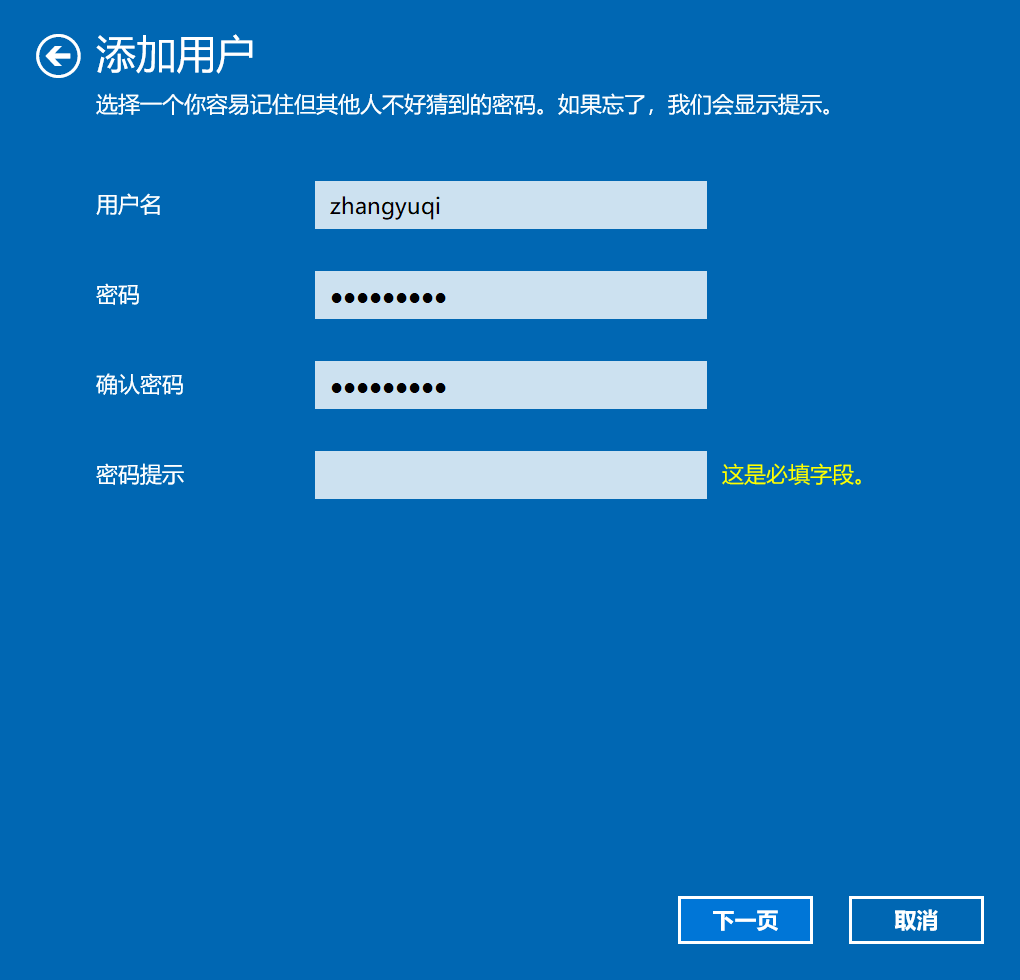 添加用户
选择一个你容易记住但其他人不好猜到的密码。如果忘了，我们会显示提示。
用户名
zhangyuqi
密码
●●●●●●●●●
确认密码
●●●●●●●●●
密码提示
这是必填字段。
下一页
取消